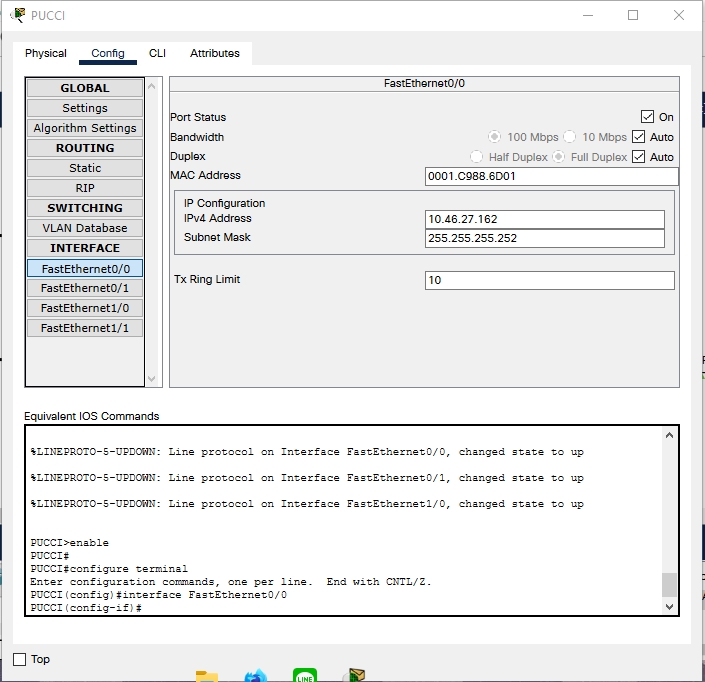 PUCCI
Physical Config CLI Attributes
GLOBAL
Settings
Algorithm Settings
ROUTING
Static
RIP
SWITCHING
VLAN Database
INTERFACE
FastEthernet0/0
FastEthernet0/1
FastEthernet1/0
FastEthernet1/1
FastEthernet0/0
Port Status On
Bandwidth 100 Mbps 10 Mbps Auto
Duplex Half Duplex Full Duplex Auto
MAC Address 0001.C988.6D01
IP Configuration
IPv4 Address 10.46.27.162
Subnet Mask 255.255.255.252
Tx Ring Limit 10
Equivalent IOS Commands
%LINEPROTO-5-UPDOWN: Line protocol on Interface FastEthernet0/0, changed state to up
%LINEPROTO-5-UPDOWN: Line protocol on Interface FastEthernet0/1, changed state to up
%LINEPROTO-5-UPDOWN: Line protocol on Interface FastEthernet1/0, changed state to up
PUCCI>enable
PUCCI#
PUCCI#configure terminal
Enter configuration commands, one per line.  End with CNTL/Z.
PUCCI(config)#interface FastEthernet0/0
PUCCI(config-if)#
Top
LINE